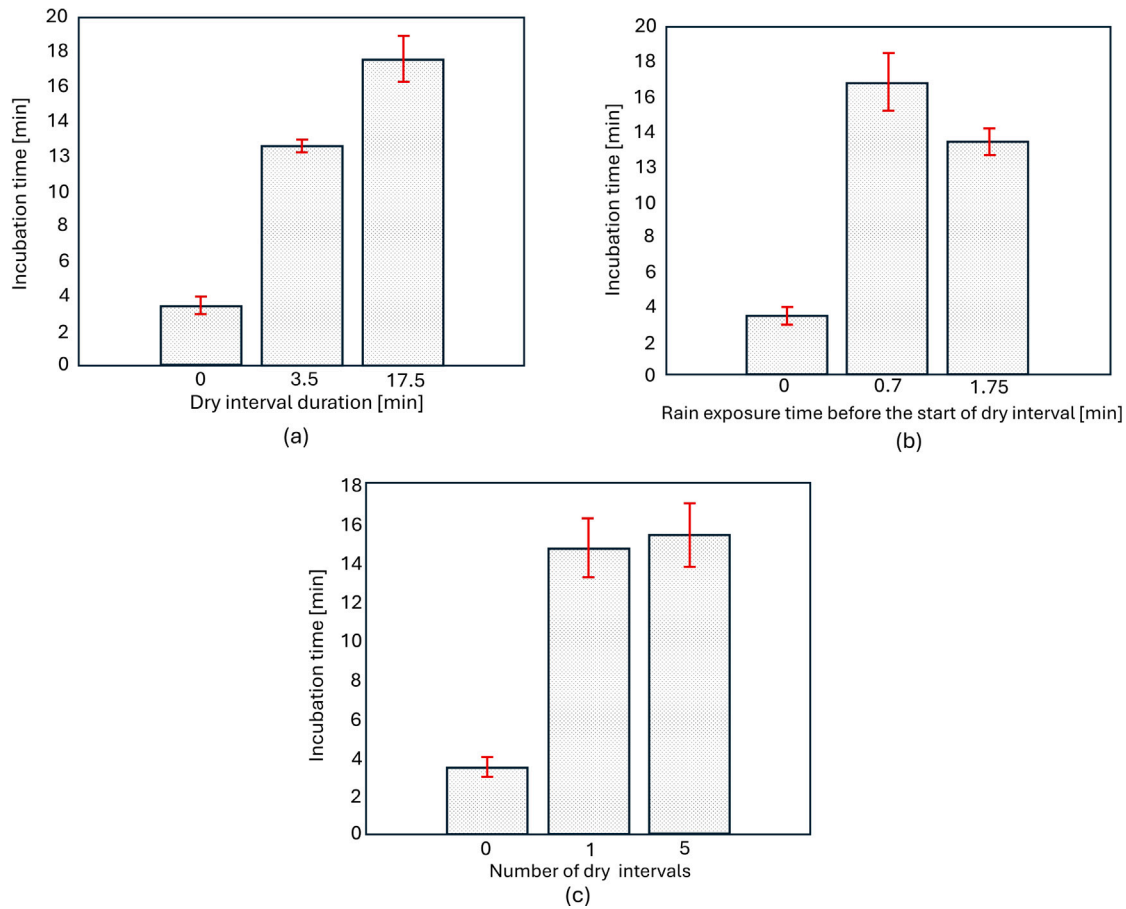 20
18
16
14
13
10
8
6
4
2
0
Incubation time [min]
0 3.5 17.5
Dry interval duration [min]
(a)
20
18
16
14
13
10
8
6
4
2
0
Incubation time [min]
0 0.7 1.75
Rain exposure time before the start of dry interval [min]
(b)
18
16
14
12
10
8
6
4
2
0
Incubation time [min]
0 1 5
Number of dry intervals
(c)